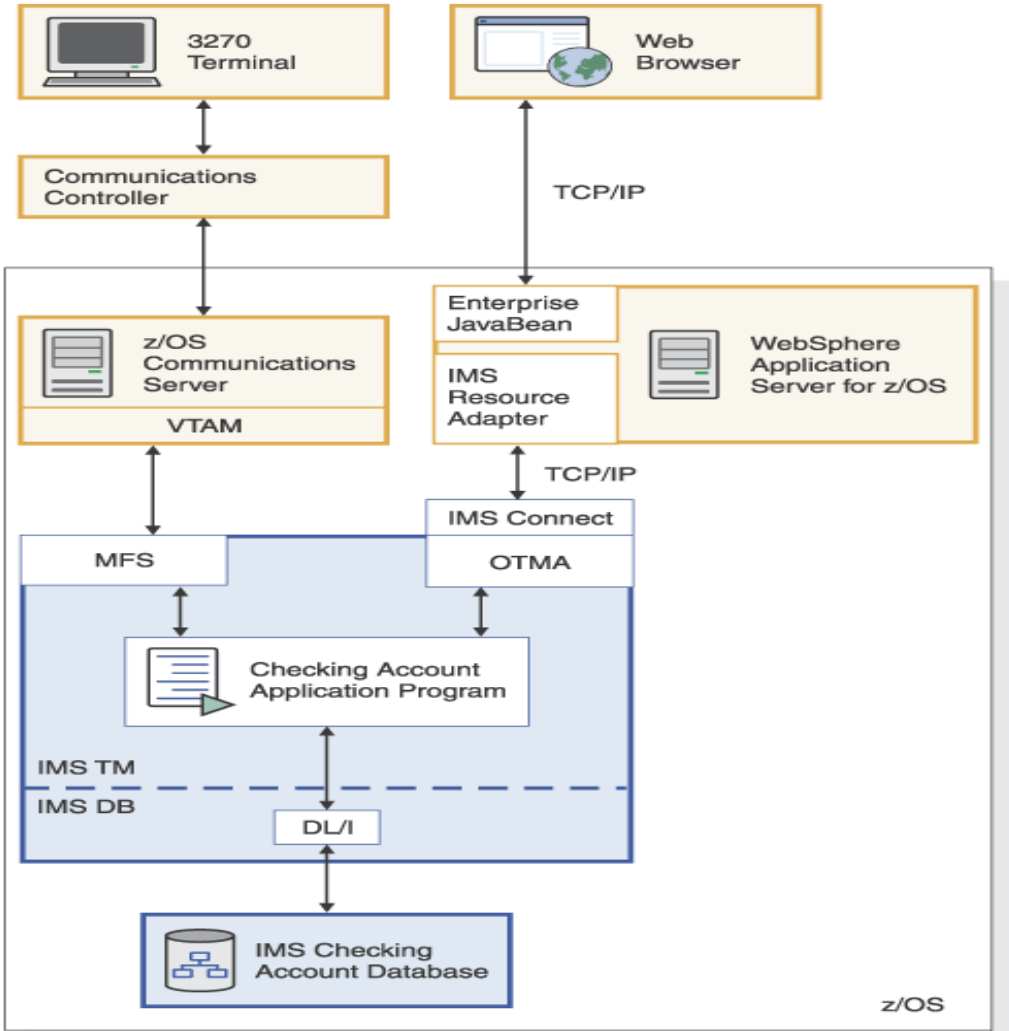 3270
Terminal
Web
Browser
Communications
Controller
TCP/IP
z/OS
Communications
Server
VTAM
Enterprise
JavaBean
IMS
Resource
Adapter
WebSphere
Application
Server for z/OS
TCP/IP
IMS Connect
MFS
OTMA
Checking Account
Application Program
IMS TM
IMS DB
DL/I
IMS Checking
Account Database
z/OS